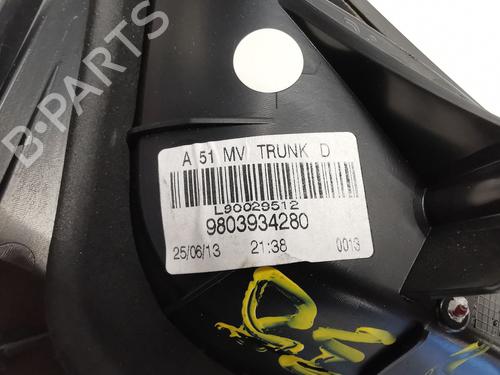 B-PARTS
A 51 MV TRUNK D
L90029512
9803934280
25/06/13 21:38 0013